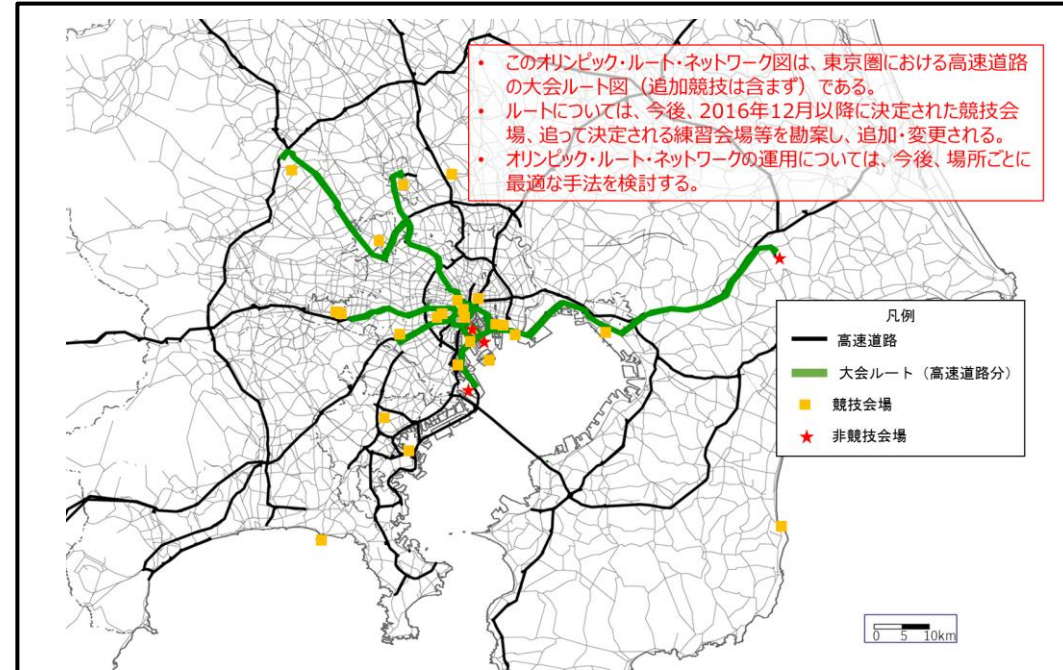 • このオリンピック・ルート・ネットワーク図は、東京圏における高速道路
の大会ルート図（追加競技は含まず）である。
• ルートについては、今後、2016年12月以降に決定された競技会
場、追って決定される練習会場等を勘案し、追加・変更される。
• オリンピック・ルート・ネットワークの運用については、今後、場所ごとに
最適な手法を検討する。
凡例
高速道路
大会ルート（高速道路分）
競技会場
非競技会場
0 5 10km